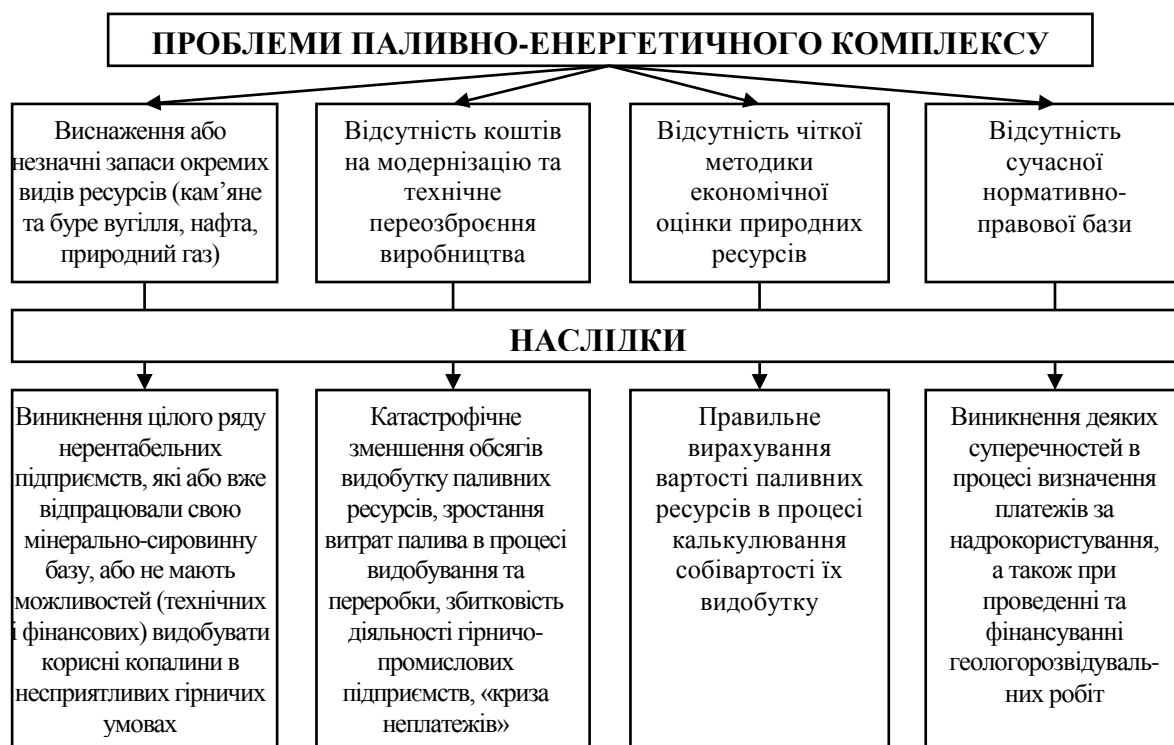 ПРОБЛЕМИ ПАЛИВНО-ЕНЕРГЕТИЧНОГО КОМПЛЕКСУ
Виснаження або
незначні запаси окремих
видів ресурсів (кам’яне
та буре вугілля, нафта,
природний газ)
Відсутність коштів
на модернізацію та
технічне
переозброєння
виробництва
Відсутність чіткої
методики
економічної
оцінки природних
ресурсів
Відсутність
сучасної
нормативно-
правової бази
НАСЛІДКИ
Виникнення цілого ряду
нерентабельних
підприємств, які або вже
відпрацювали свою
мінерально-сировинну
базу, або не мають
можливостей (технічних
і фінансових) видобувати
корисні копалини в
несприятливих гірничих
умовах
Катастрофічне
зменшення обсягів
видобутку паливних
ресурсів, зростання
витрат палива в процесі
видобування та
переробки, збитковість
діяльності гірничо-
промислових
підприємств, «криза
неплатежів»
Правильне
вирахування
вартості паливних
ресурсів в процесі
калькулювання
собівартості їх
видобутку
Виникнення деяких
суперечностей в
процесі визначення
платежів за
надрокористування,
а також при
проведенні та
фінансуванні
геологорозвідуваль-
них робіт